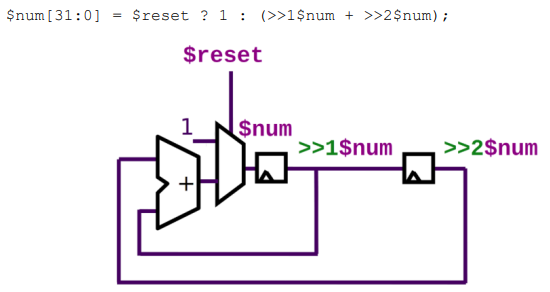 $num[31:0] = $reset ? 1 : (>>1$num + >>2$num);
$reset
1
$num
>>1$num
>>2$num
+